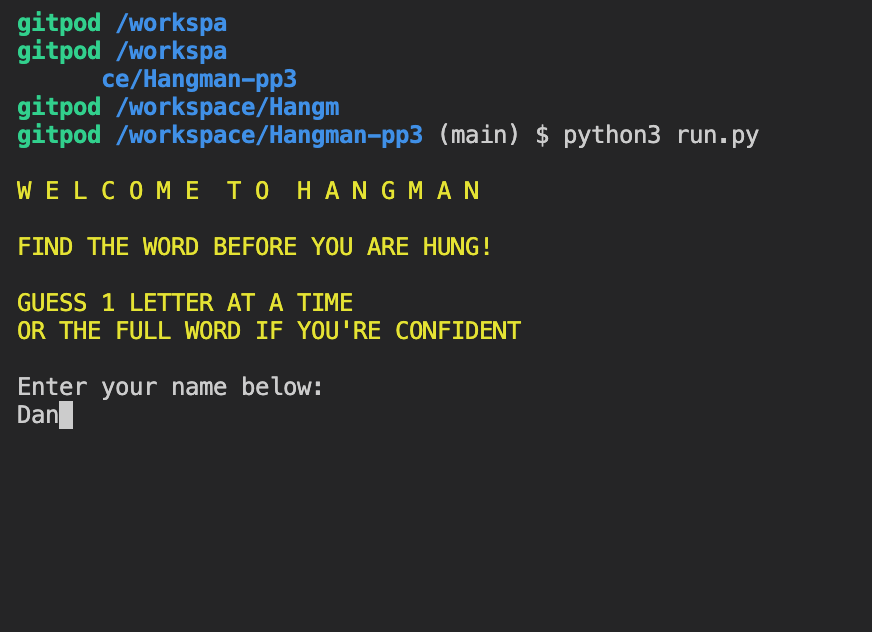 gitpod /workspa
gitpod /workspa
ce/Hangman-pp3
gitpod /workspace/Hangm
gitpod /workspace/Hangman-pp3 (main) $ python3 run.py
W E L C O M E  T O  H A N G M A N
FIND THE WORD BEFORE YOU ARE HUNG!
GUESS 1 LETTER AT A TIME
OR THE FULL WORD IF YOU'RE CONFIDENT
Enter your name below:
Dan